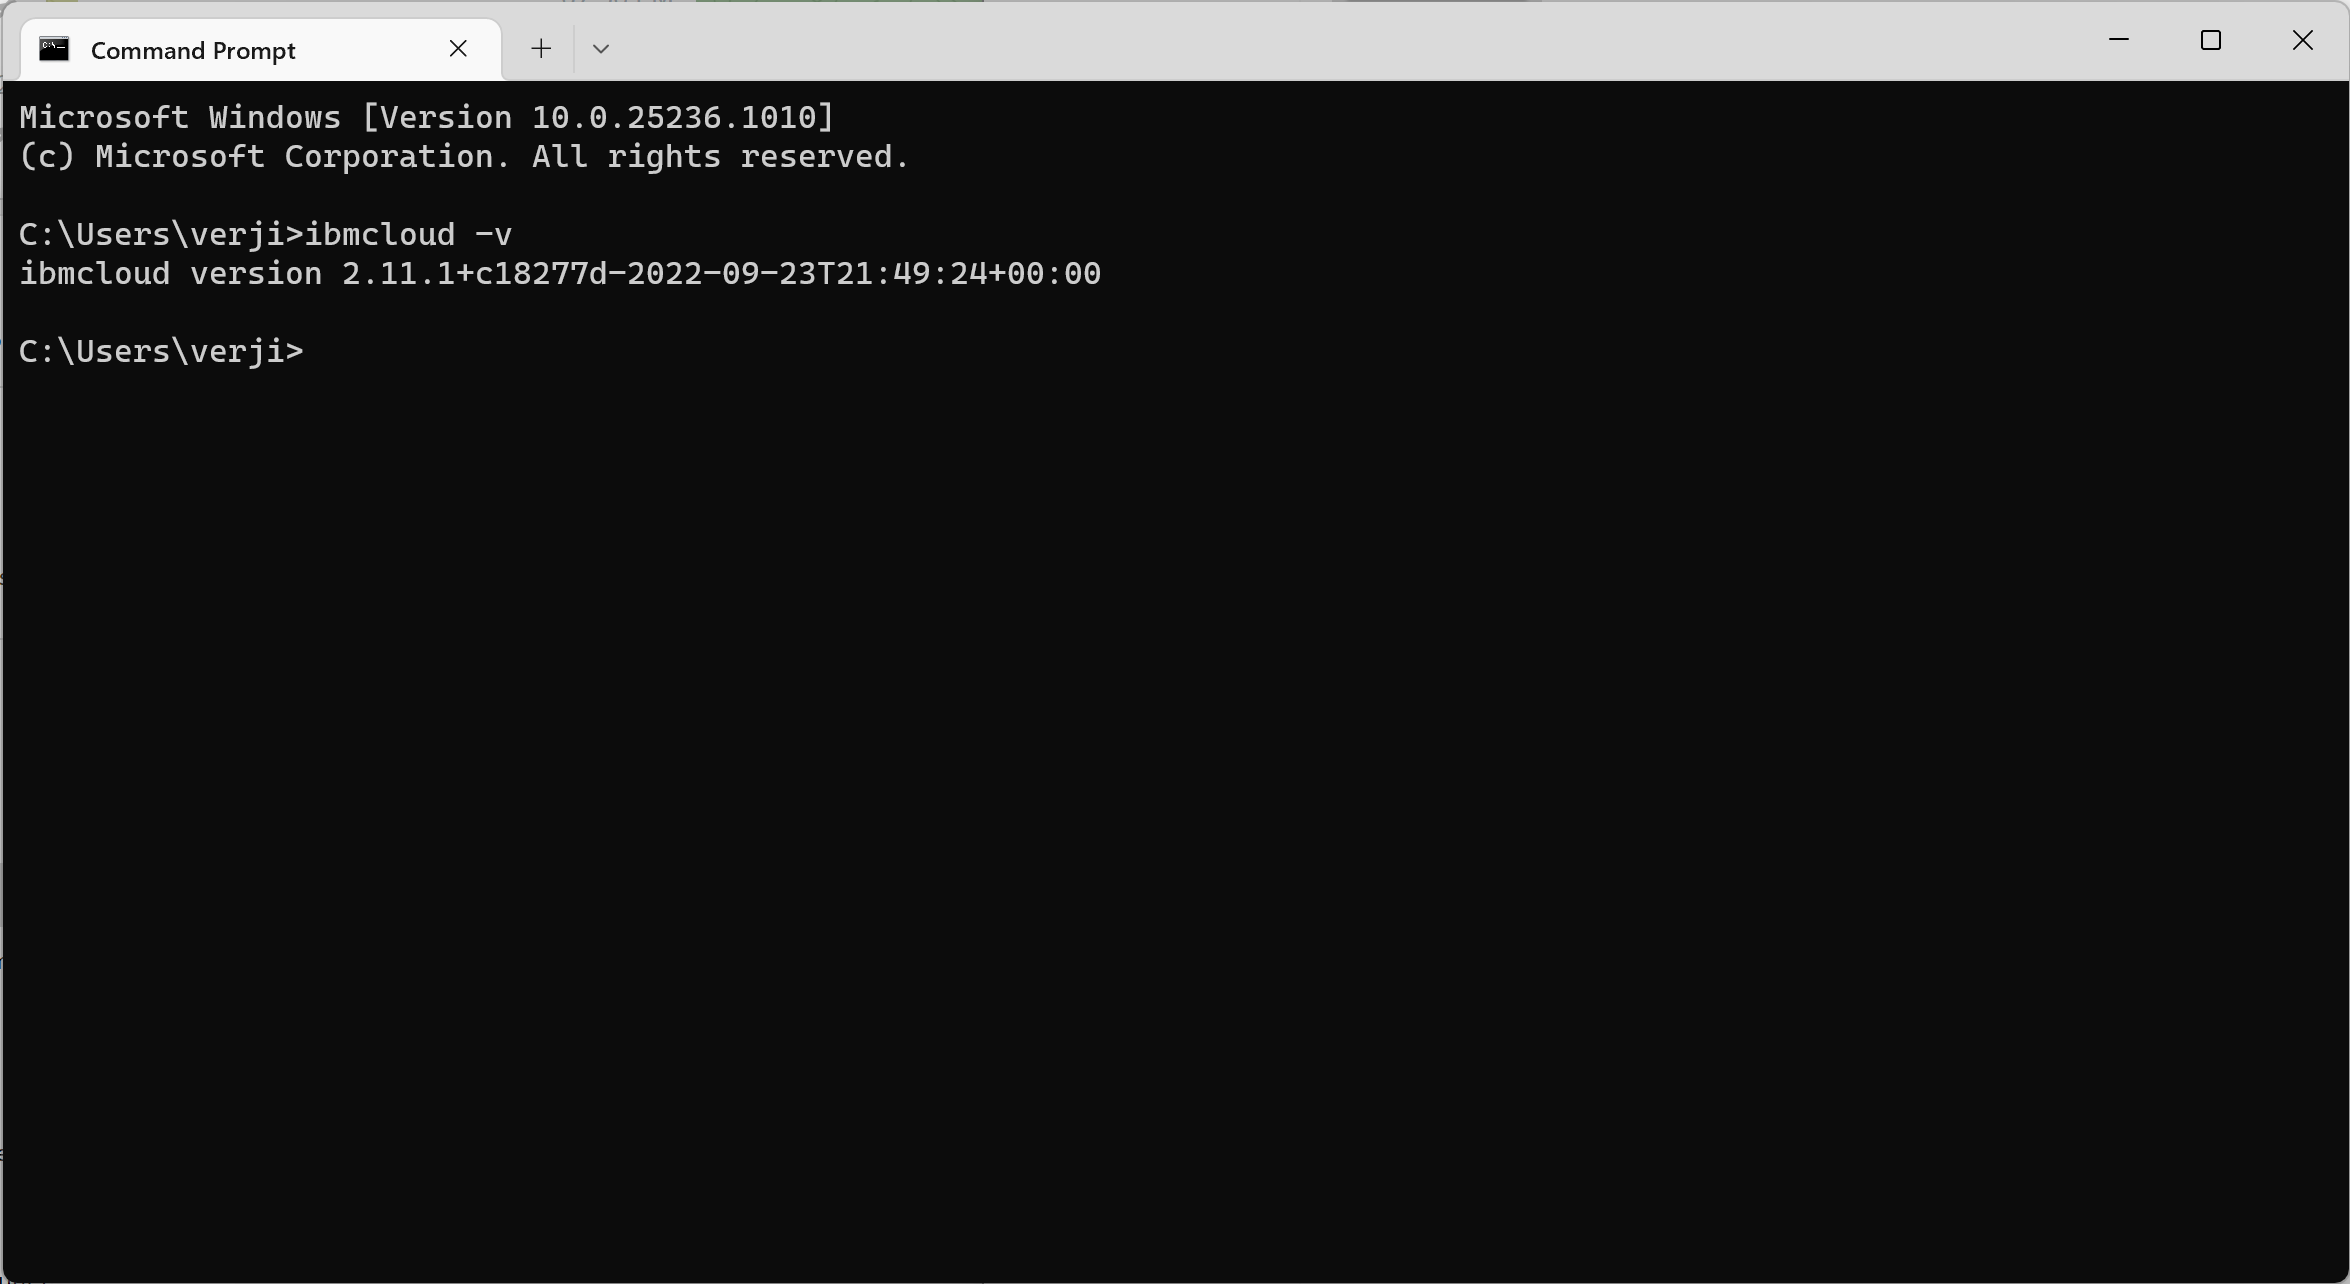 Command Prompt
Microsoft Windows [Version 10.0.25236.1010]
(c) Microsoft Corporation. All rights reserved.
C:\Users\verji>ibmcloud -v
ibmcloud version 2.11.1+c18277d-2022-09-23T21:49:24+00:00
C:\Users\verji>